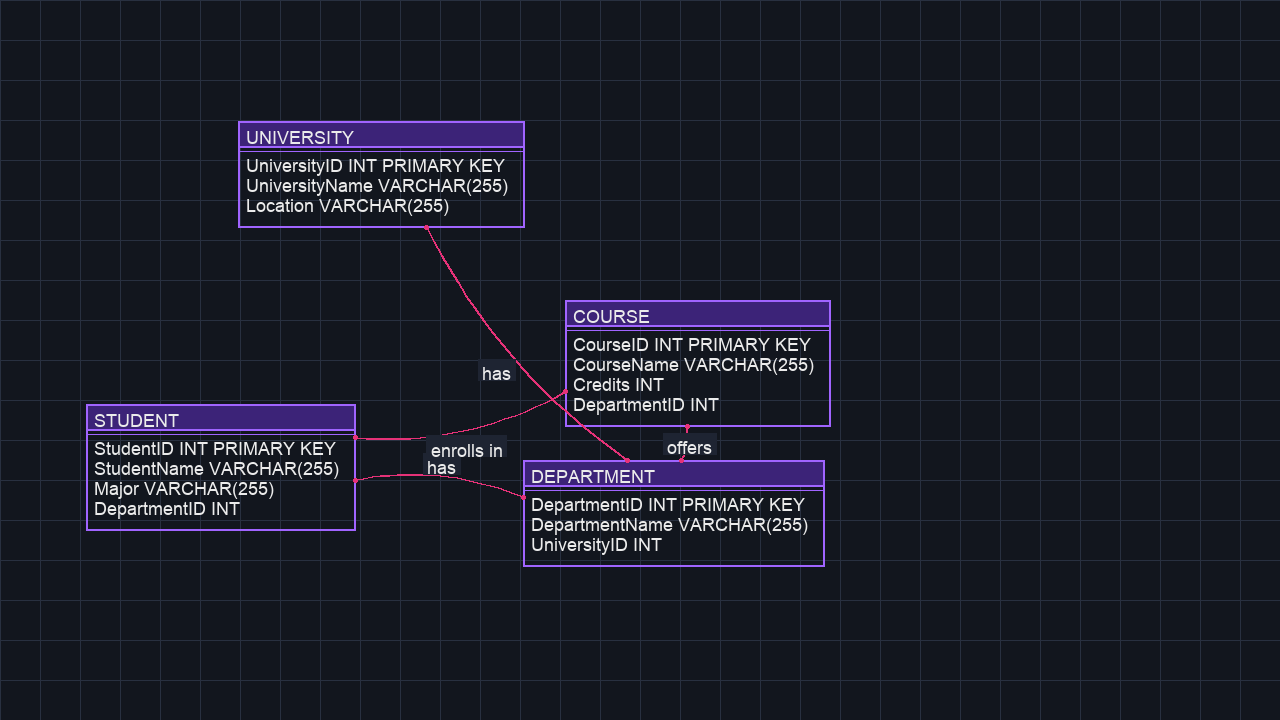 UNIVERSITY
UniversityID INT PRIMARY KEY
UniversityName VARCHAR(255)
Location VARCHAR(255)
has
COURSE
CourseID INT PRIMARY KEY
CourseName VARCHAR(255)
Credits INT
DepartmentID INT
STUDENT
StudentID INT PRIMARY KEY
StudentName VARCHAR(255)
Major VARCHAR(255)
DepartmentID INT
enrolls in
has
offers
DEPARTMENT
DepartmentID INT PRIMARY KEY
DepartmentName VARCHAR(255)
UniversityID INT